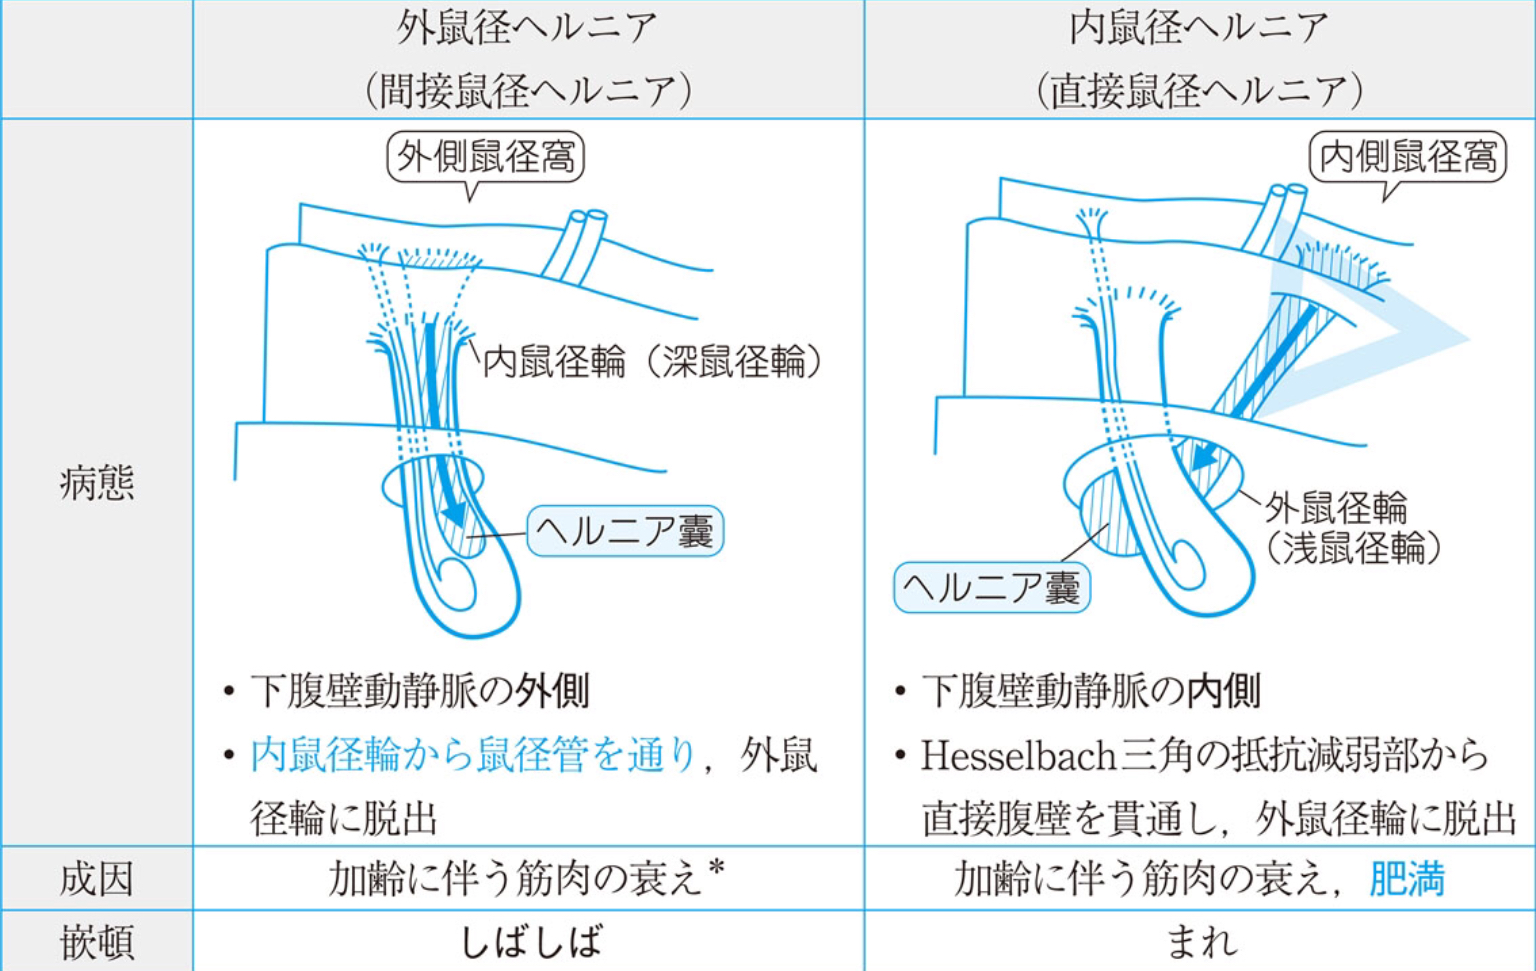 外鼠径ヘルニア
（間接鼠径ヘルニア）
内鼠径ヘルニア
（直接鼠径ヘルニア）
病態
外側鼠径窩
内鼠径輪（深鼠径輪）
ヘルニア囊
・下腹壁動静脈の外側
・内鼠径輪から鼠径管を通り，外鼠
径輪に脱出
内側鼠径窩
外鼠径輪
（浅鼠径輪）
ヘルニア囊
・下腹壁動静脈の内側
・Hesselbach三角の抵抗減弱部から
直接腹壁を貫通し，外鼠径輪に脱出
成因
加齢に伴う筋肉の衰え*
加齢に伴う筋肉の衰え，肥満
嵌頓
しばしば
まれ